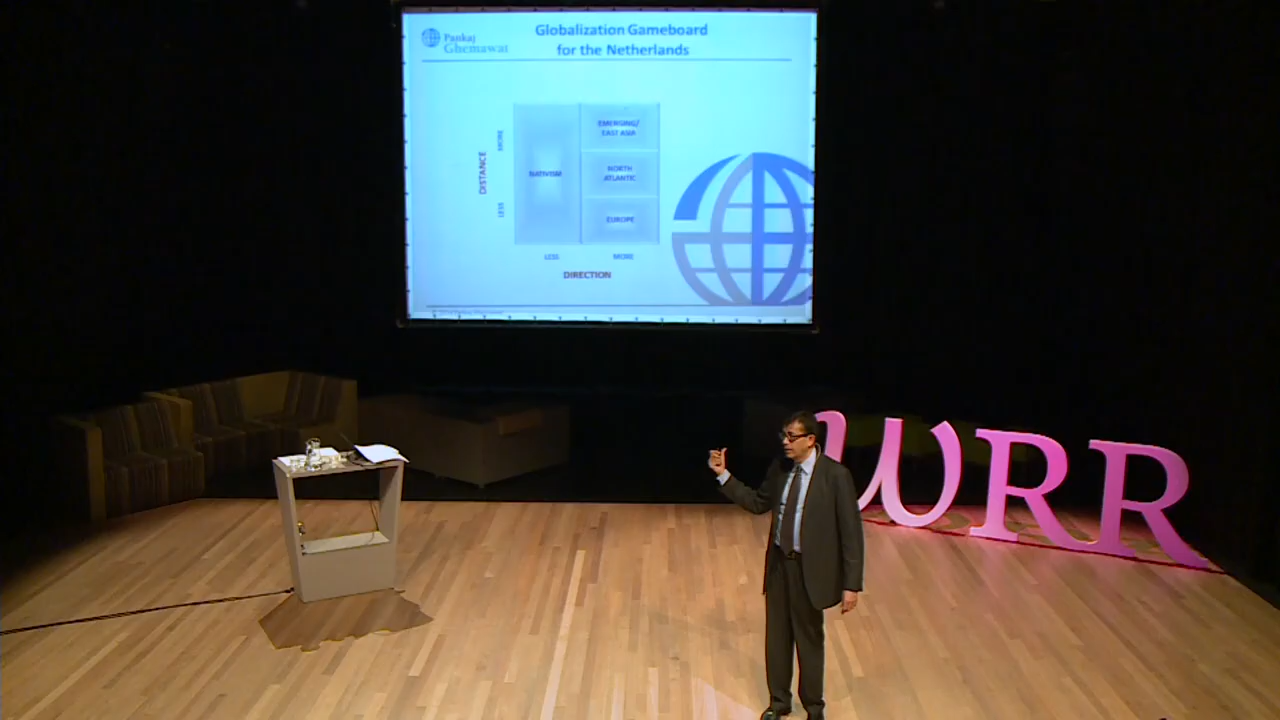 Pankaj
Ghemawat
Globalization Gameboard
for the Netherlands
DISTANCE
MORE
LESS
NATIVISM
EMERGING/
EAST ASIA
NORTH
ATLANTIC
EUROPE
LESS
MORE
DIRECTION
WRR